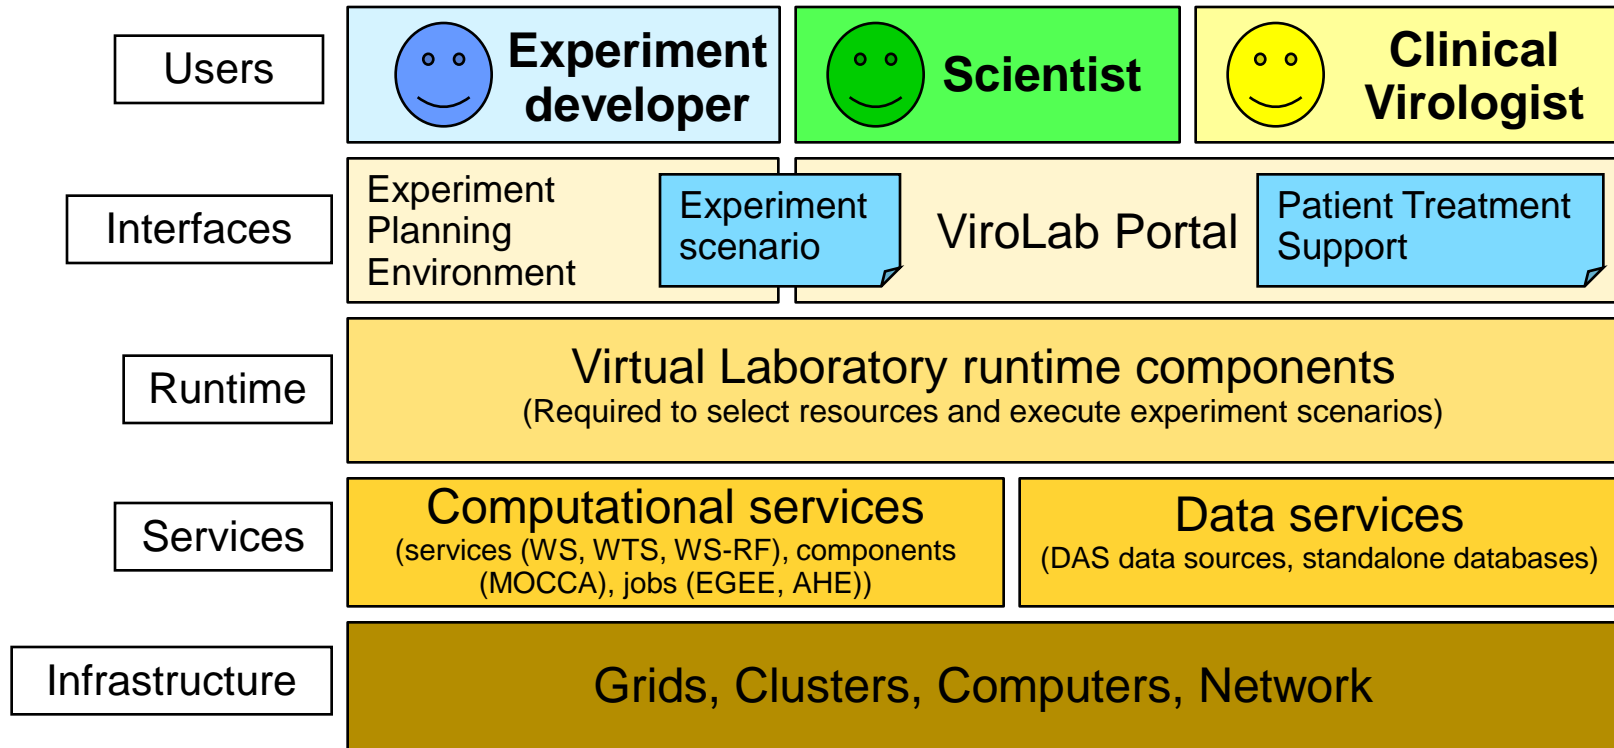 Users
Experiment
developer
Scientist
Clinical
Virologist
Interfaces
Experiment
Planning
Environment
Experiment
scenario
ViroLab Portal
Patient Treatment
Support
Runtime
Virtual Laboratory runtime components
(Required to select resources and execute experiment scenarios)
Services
Computational services
(services (WS, WTS, WS-RF), components
(MOCCA), jobs (EGEE, AHE))
Data services
(DAS data sources, standalone databases)
Infrastructure
Grids, Clusters, Computers, Network